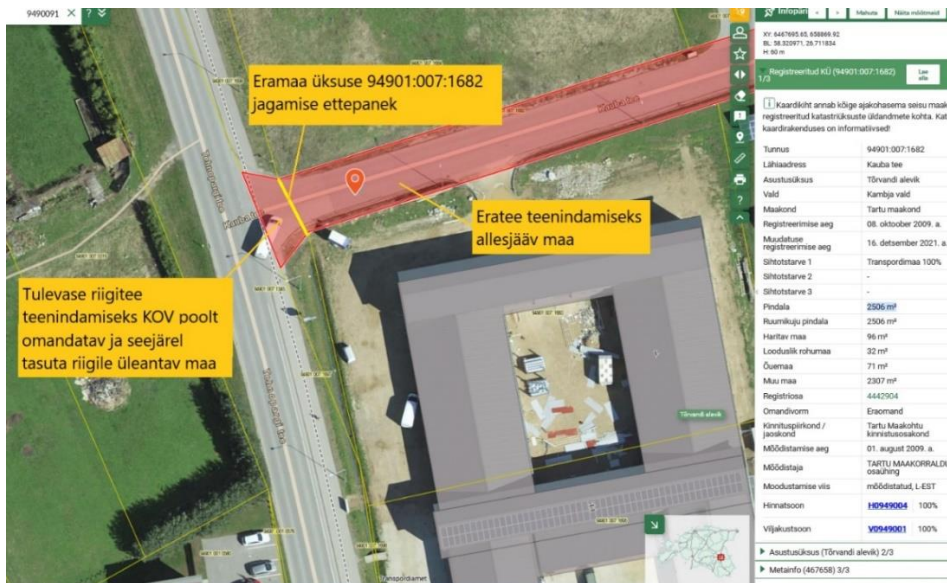 9490091
?
Infopan
Mahuta
Näita mõõtmeid
XY: 6467695.65, 658869.92
BL: 58.320971, 26.711834
H: 60 m
Registreeritud KÜ (94901:007:1682)
1/3
Lae
alla
Kaardikiht annab kõige ajakohasema seisu maak
registreeritud katastriüksuste üldandmete kohta. Kat
kaardirakenduses on informatiivsed!
Tunnus 94901:007:1682
Lähiaadress Kauba tee
Asustusüksus Tõrvandi alevik
Vald Kambja vald
Maakond Tartu maakond
Registreerimise aeg 08. oktoober 2009. a.
Muudatuse
registreerimise aeg 16. detsember 2021. a.
Sihtotstarve 1 Transpordimaa 100%
Sihtotstarve 2 -
Sihtotstarve 3 -
Pindala 2506 m²
Ruumikuju pindala 2506 m²
Haritav maa 96 m²
Looduslik rohumaa 32 m²
Õuemaa 71 m²
Muu maa 2307 m²
Registriosa 4442904
Omandivorm Eraomand
Kinnituspiirkond /
jaoskond Tartu Maakohtu
kinnistusosakond
Mõõdistamise aeg 01. august 2009. a.
Mõõdistaja TARTU MAAKORRALDU
osaühing
Moodustamise viis mõõdistatud, L-EST
Hinnatsoon H0949004 100%
Viljakustsoon V0949001 100%
Asustusüksus (Tõrvandi alevik) 2/3
Metainfo (467658) 3/3
Eramaa üksuse 94901:007:1682
jagamise ettepanek
Eratee teenindamiseks
allesjääv maa
Tulevase riigitee
teenindamiseks KOV poolt
omandatav ja seejärel
tasuta riigile üleantav maa
Kauba tee
Tõrvandi alevik
Transpordiamet